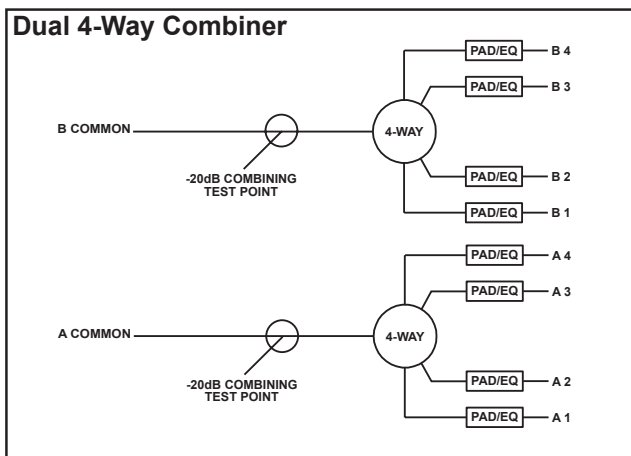 Dual 4-Way Combiner
PAD/EQ B 4
PAD/EQ B 3
B COMMON 4-WAY
-20dB COMBINING
TEST POINT
PAD/EQ B 2
PAD/EQ B 1
PAD/EQ A 4
PAD/EQ A 3
A COMMON 4-WAY
-20dB COMBINING
TEST POINT
PAD/EQ A 2
PAD/EQ A 1